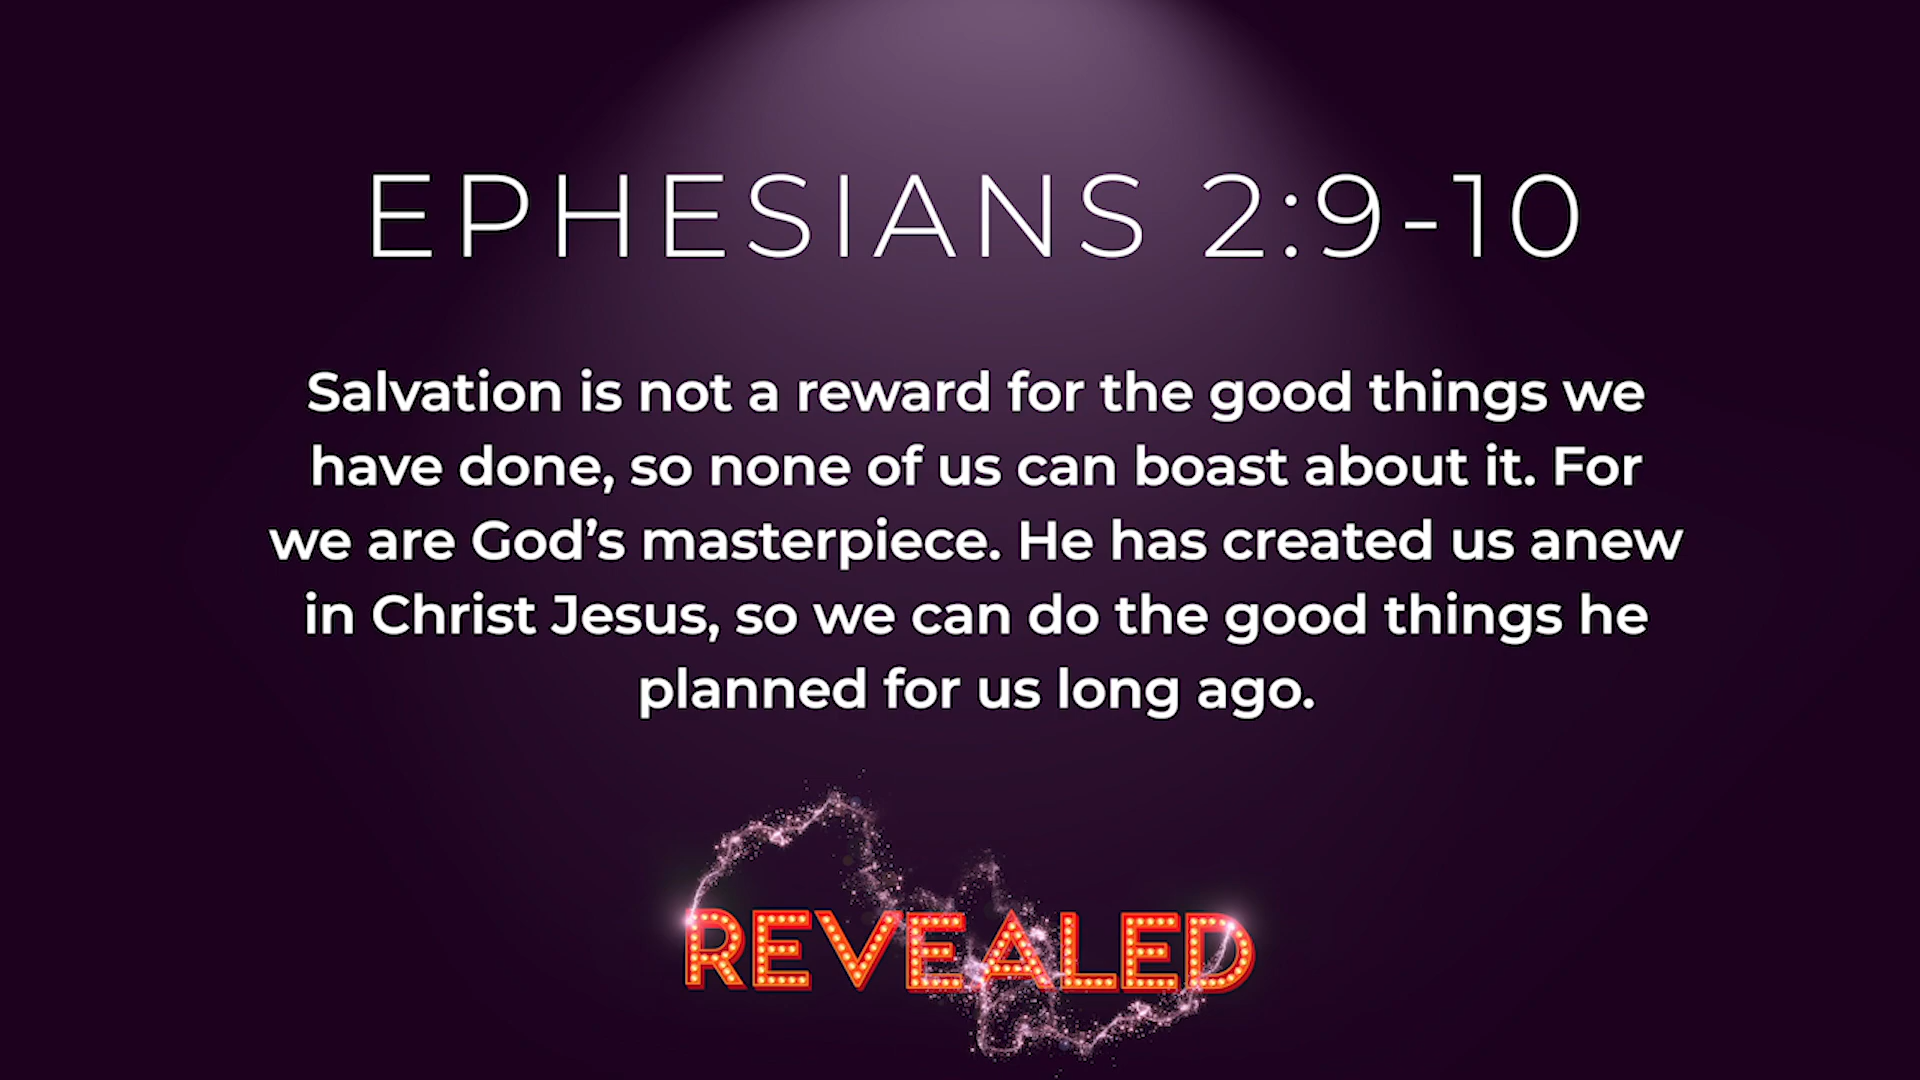 EPHESIANS 2:9-10
Salvation is not a reward for the good things we
have done, so none of us can boast about it. For
we are God’s masterpiece. He has created us anew
in Christ Jesus, so we can do the good things he
planned for us long ago.
REVEALED